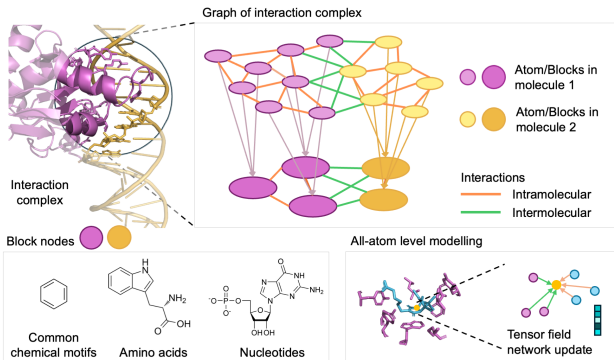 Graph of interaction complex
Atom/Blocks in
molecule 1
Atom/Blocks in
molecule 2
Interactions
Intramolecular
Intermolecular
Interaction
complex
Block nodes
Common
chemical motifs
H
N
NH₂
O
OH
Amino acids
O
⁻O
P
O
O⁻
O
OH
OH
N
N
N
O
NH
NH₂
Nucleotides
All-atom level modelling
Tensor field
network update